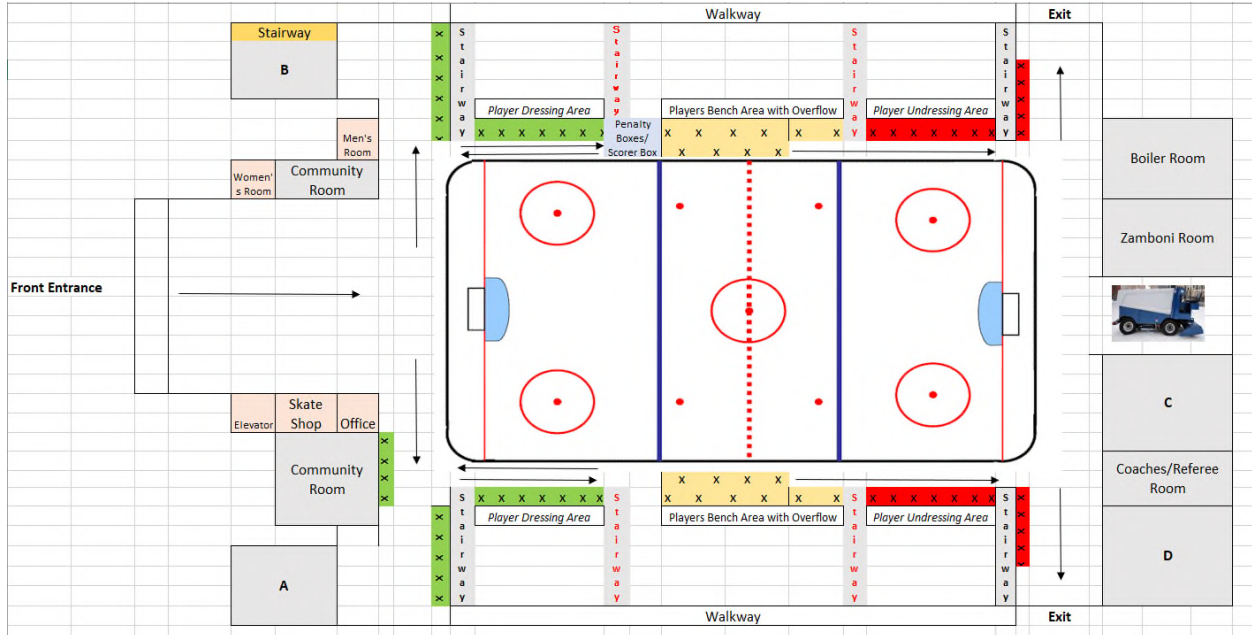 Walkway
Exit
Stairway
B
X X X X X X
Stairway
Stairway
Stairway
Stairway
X X X X X
Player Dressing Area
Players Bench Area with Overflow
Player Undressing Area
X X X X X X X
Penalty Boxes/
Scorer Box
X X X X X X
X X X X
X X X X X X X
Men's
Room
Women'
s Room
Community
Room
Boiler Room
Zamboni Room
Front Entrance
Elevator
Skate
Shop
Office
Community
Room
X X X X
C
Coaches/Referee
Room
D
A
X X X X X
Stairway
X X X X X X X
Stairway
X X X X
X X X X X X
Stairway
X X X X X X X
Stairway
X X X X X
Player Dressing Area
Players Bench Area with Overflow
Player Undressing Area
Walkway
Exit